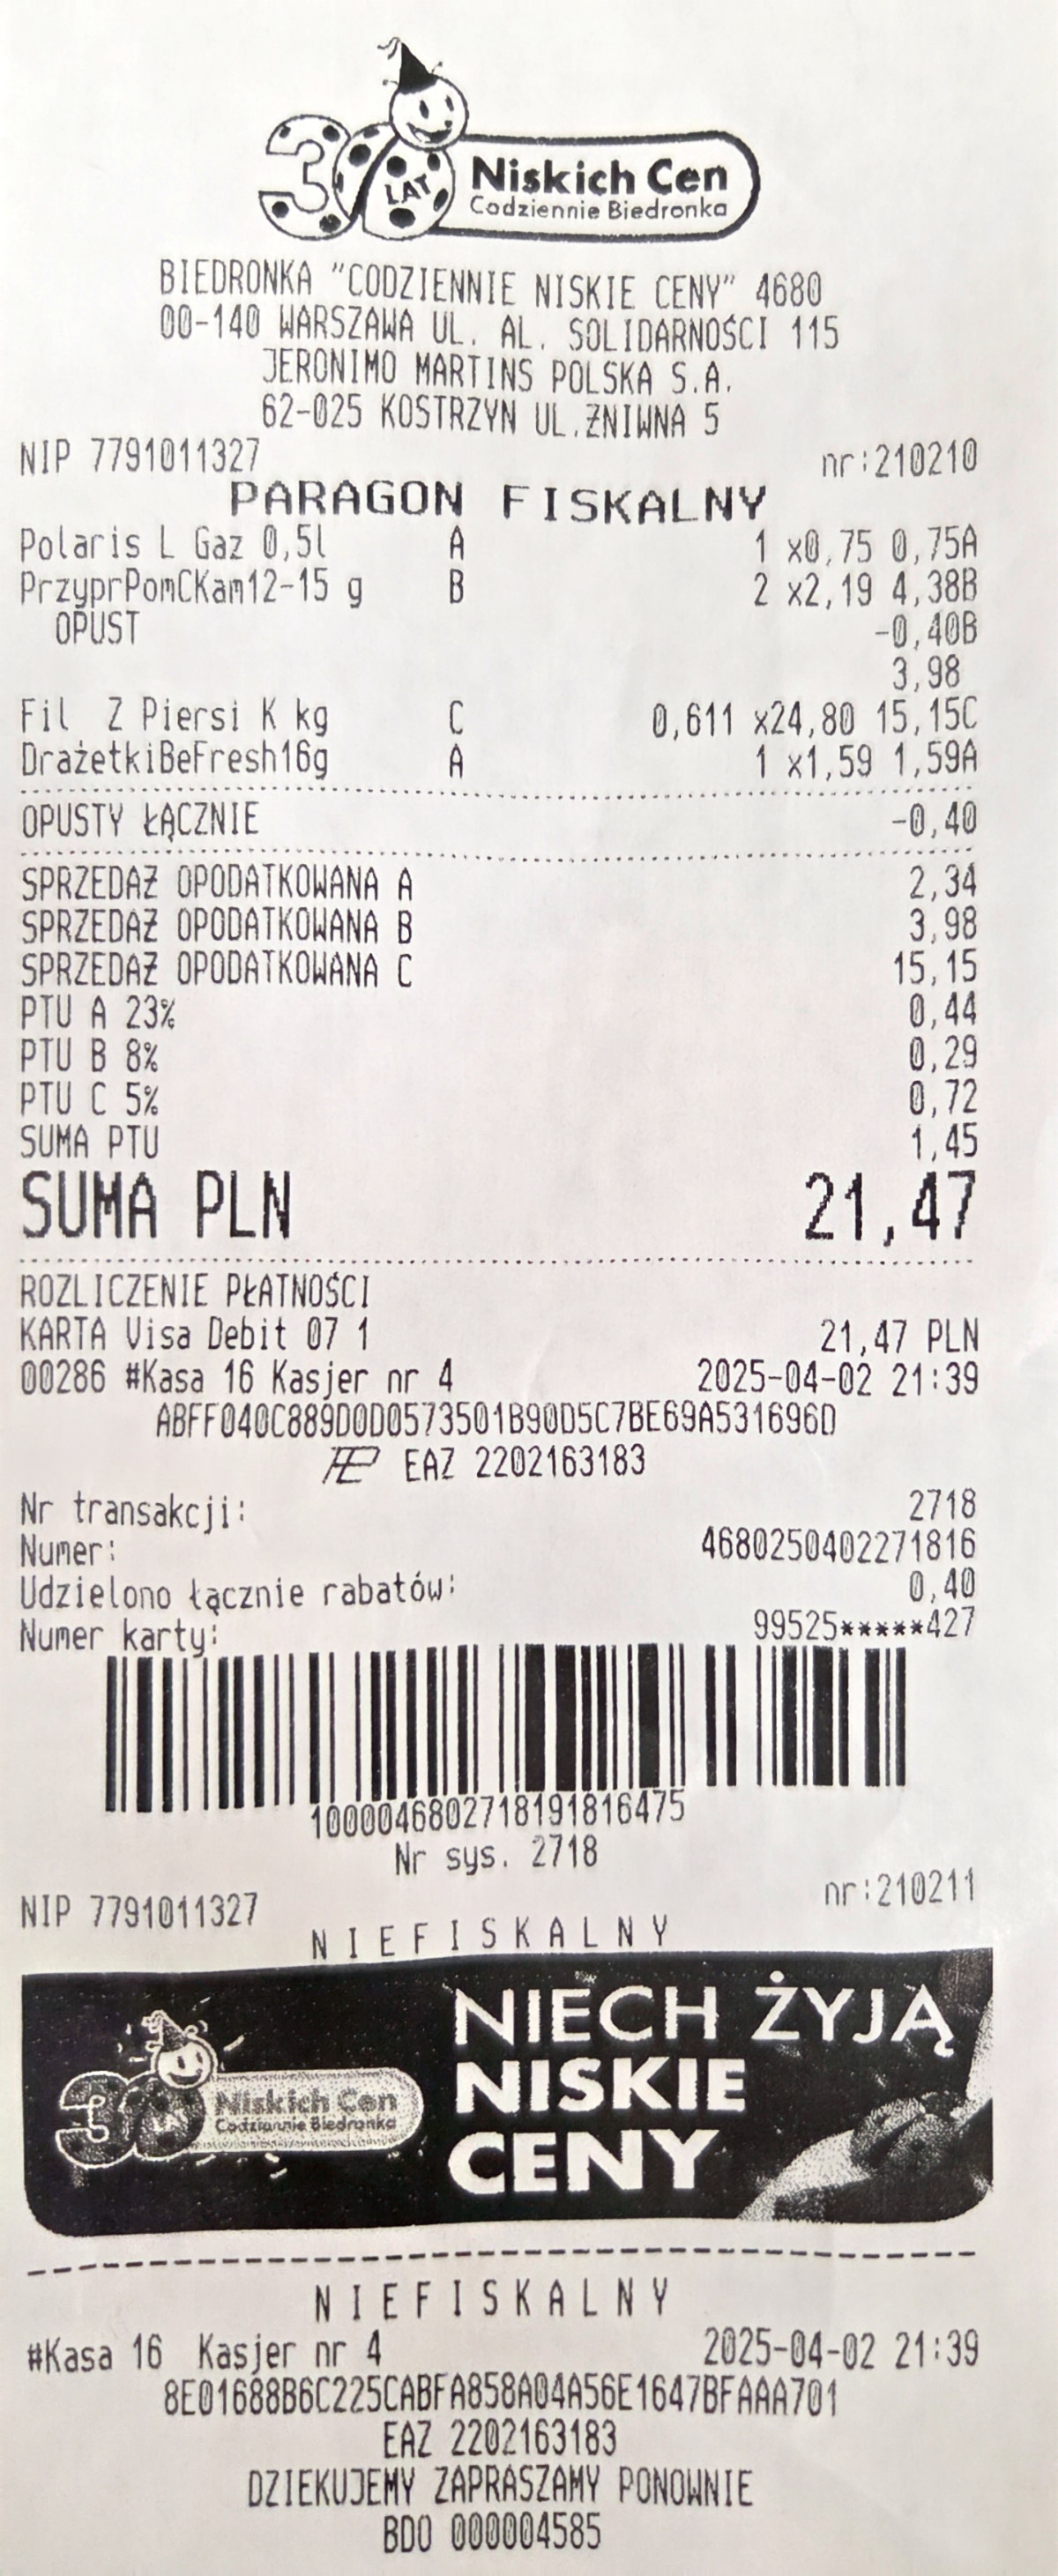 30 LAT Niskich Cen
Codziennie Biedronka
BIEDRONKA "CODZIENNIE NISKIE CENY" 4680
00-140 WARSZAWA UL. AL. SOLIDARNOŚCI 115
JERONIMO MARTINS POLSKA S.A.
62-025 KOSTRZYN UL.ŻNIWNA 5
NIP 7791011327 nr:210210
PARAGON FISKALNY
Polaris L Gaz 0,5l A 1 x0,75 0,75A
PrzyprPomCKam12-15 g B 2 x2,19 4,38B
OPUST -0,40B
3,98
Fil Z Piersi K kg C 0,611 x24,80 15,15C
DrażetkiBeFresh16g A 1 x1,59 1,59A
OPUSTY ŁĄCZNIE -0,40
SPRZEDAŻ OPODATKOWANA A 2,34
SPRZEDAŻ OPODATKOWANA B 3,98
SPRZEDAŻ OPODATKOWANA C 15,15
PTU A 23% 0,44
PTU B 8% 0,29
PTU C 5% 0,72
SUMA PTU 1,45
SUMA PLN 21,47
ROZLICZENIE PŁATNOŚCI
KARTA Visa Debit 07 1 21,47 PLN
00286 #Kasa 16 Kasjer nr 4 2025-04-02 21:39
ABFF040C889D0D0573501B90D5C7BE69A531696D
EAZ 2202163183
Nr transakcji: 2718
Numer: 4680250402271816
Udzielono łącznie rabatów: 0,40
Numer karty: 99525*****427
1000046802718191816475
Nr sys. 2718
NIP 7791011327 nr:210211
NIEFISKALNY
30 LAT Niskich Cen
Codziennie Biedronka
NIECH ŻYJĄ
NISKIE
CENY
NIEFISKALNY
#Kasa 16 Kasjer nr 4 2025-04-02 21:39
8E01688B6C225CABFA858A04A56E1647BFAAA701
EAZ 2202163183
DZIEKUJEMY ZAPRASZAMY PONOWNIE
BDO 000004585